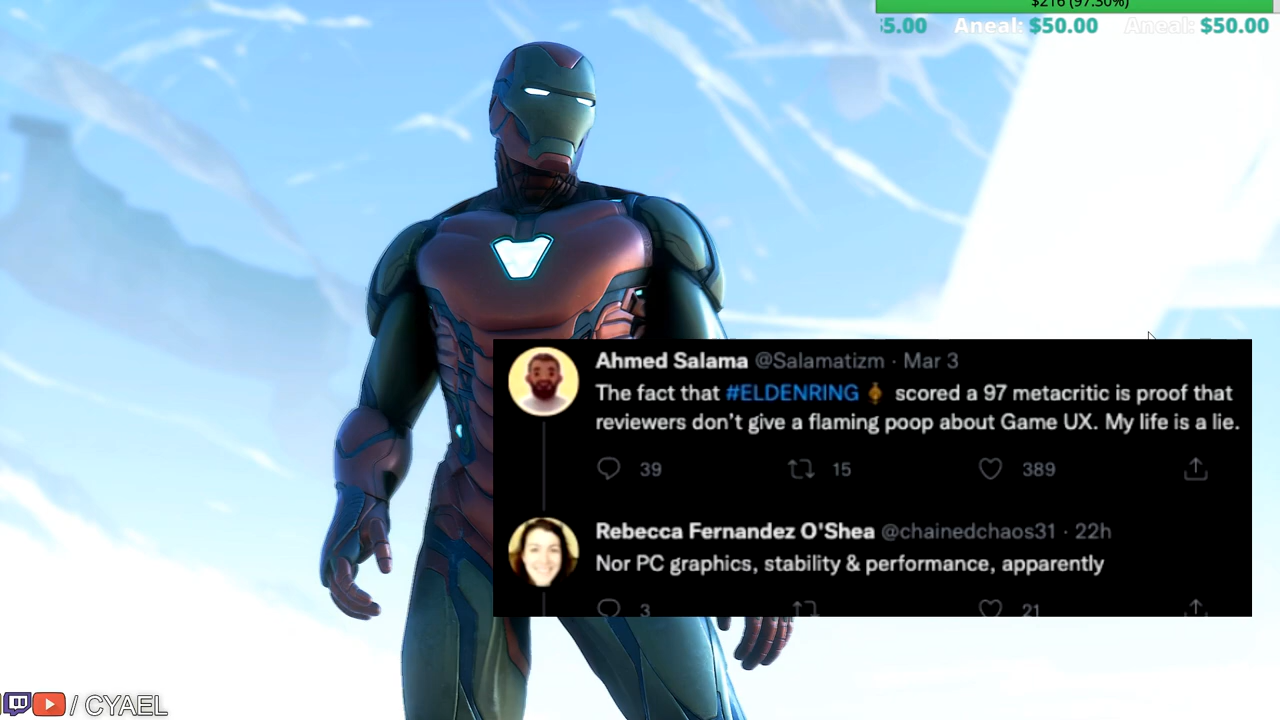 $216 (97.30%)
$5.00 Aneal: $50.00 Aneal: $50.00
Ahmed Salama @Salamatizm · Mar 3
The fact that #ELDENRING scored a 97 metacritic is proof that
reviewers don't give a flaming poop about Game UX. My life is a lie.
39 15 389
Rebecca Fernandez O'Shea @chainedchaos31 · 22h
Nor PC graphics, stability & performance, apparently
3 21
/ CYAEL